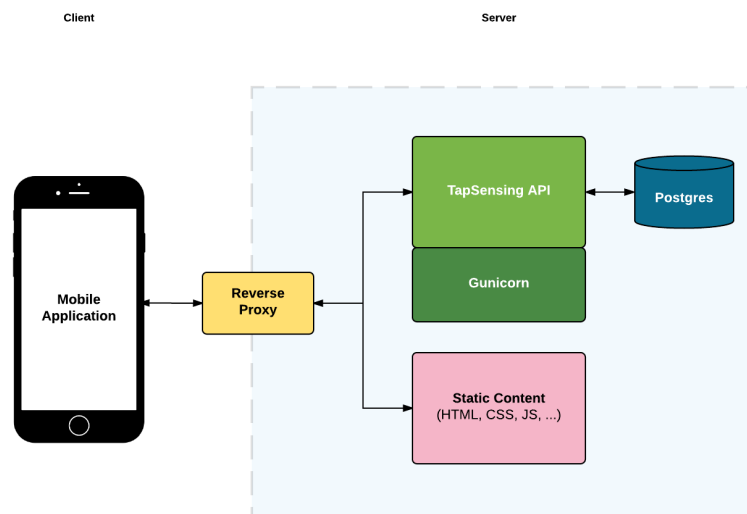 Client
Server
TapSensing API
Postgres
Mobile
Application
Reverse
Proxy
Gunicorn
Static Content
(HTML, CSS, JS, ...)